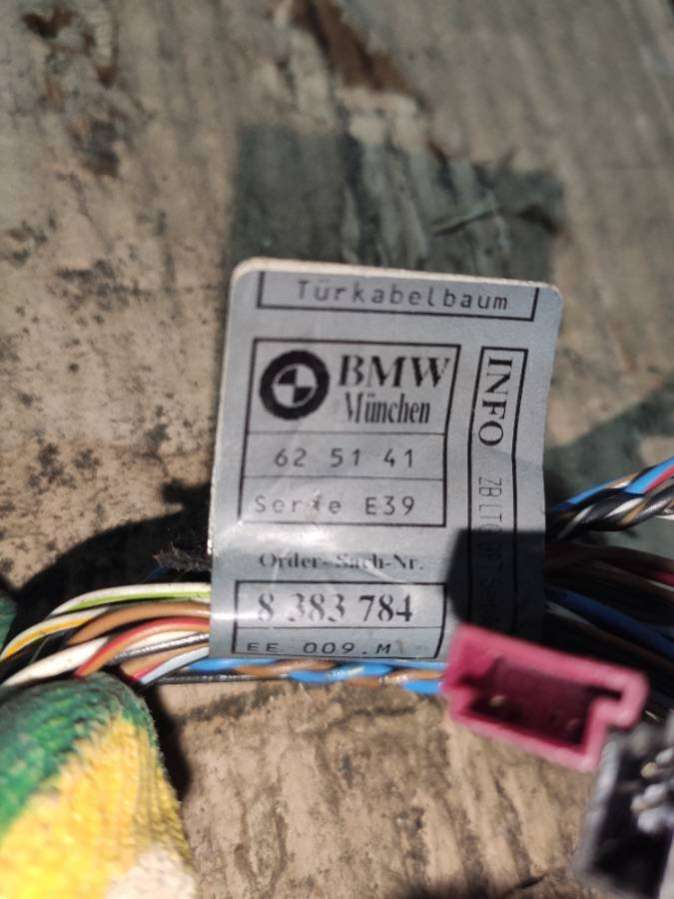 Türkabelbaum
BMW
München
62 51 41
Serie E39
Order-Sach-Nr.
8 383 784
EE 009.M
INFO